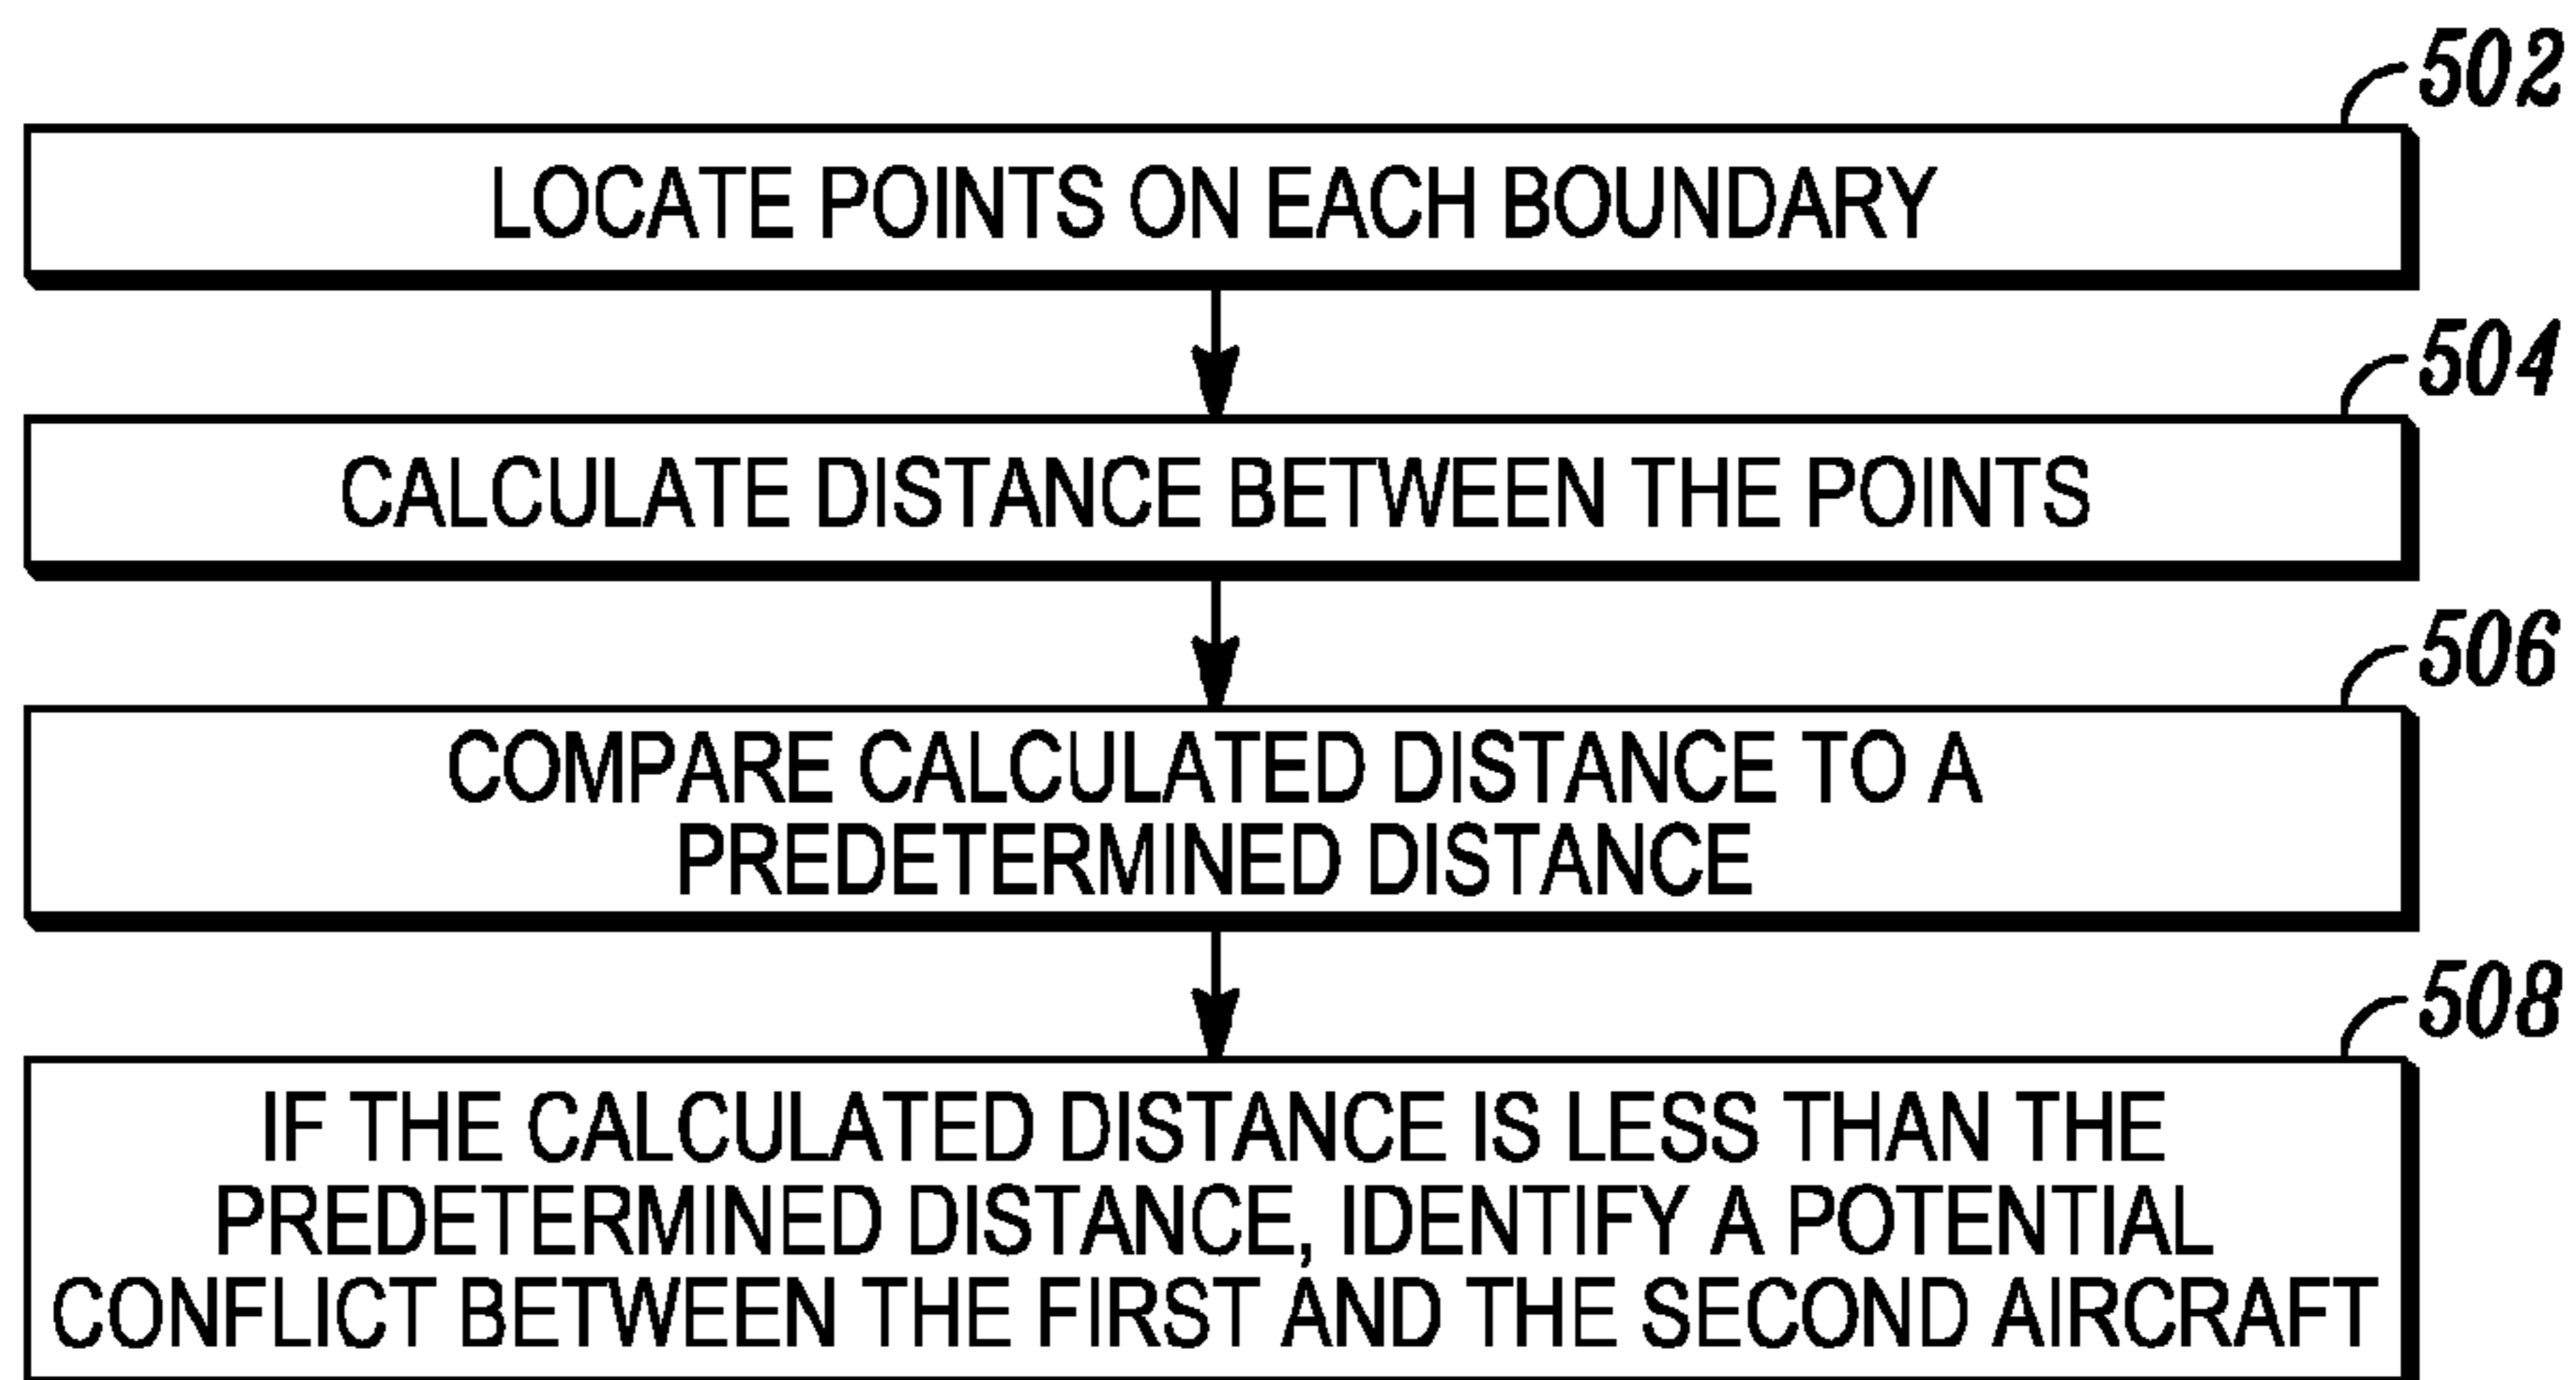 502
LOCATE POINTS ON EACH BOUNDARY
504
CALCULATE DISTANCE BETWEEN THE POINTS
506
COMPARE CALCULATED DISTANCE TO A
PREDETERMINED DISTANCE
508
IF THE CALCULATED DISTANCE IS LESS THAN THE
PREDETERMINED DISTANCE, IDENTIFY A POTENTIAL
CONFLICT BETWEEN THE FIRST AND THE SECOND AIRCRAFT